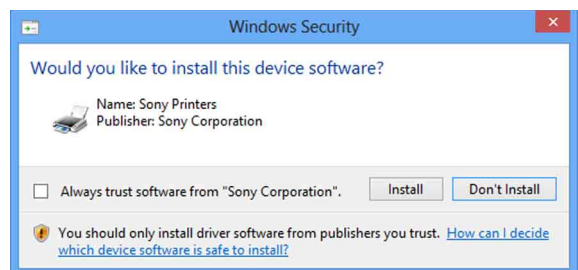 Windows Security
Would you like to install this device software?
Name: Sony Printers
Publisher: Sony Corporation
Always trust software from "Sony Corporation".
Install
Don't Install
You should only install driver software from publishers you trust. How can I decide
which device software is safe to install?